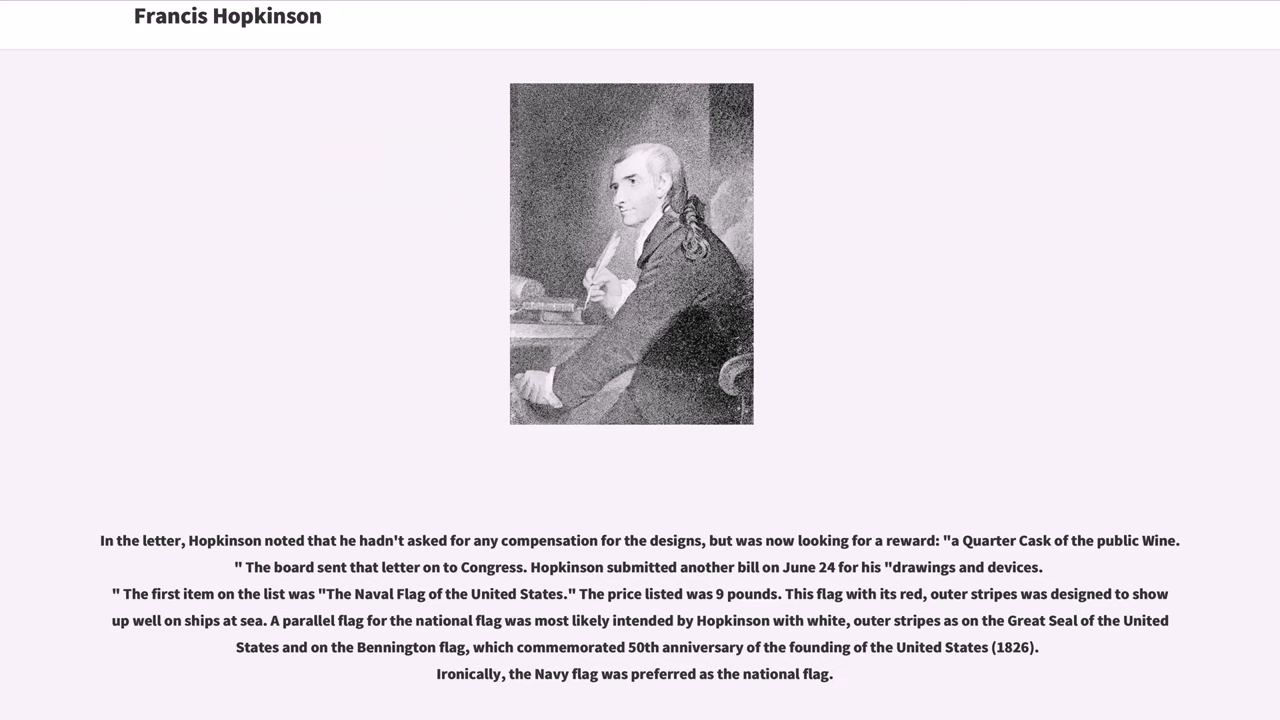 Francis Hopkinson
In the letter, Hopkinson noted that he hadn't asked for any compensation for the designs, but was now looking for a reward: "a Quarter Cask of the public Wine.
" The board sent that letter on to Congress. Hopkinson submitted another bill on June 24 for his "drawings and devices.
" The first item on the list was "The Naval Flag of the United States." The price listed was 9 pounds. This flag with its red, outer stripes was designed to show
up well on ships at sea. A parallel flag for the national flag was most likely intended by Hopkinson with white, outer stripes as on the Great Seal of the United
States and on the Bennington flag, which commemorated 50th anniversary of the founding of the United States (1826).
Ironically, the Navy flag was preferred as the national flag.